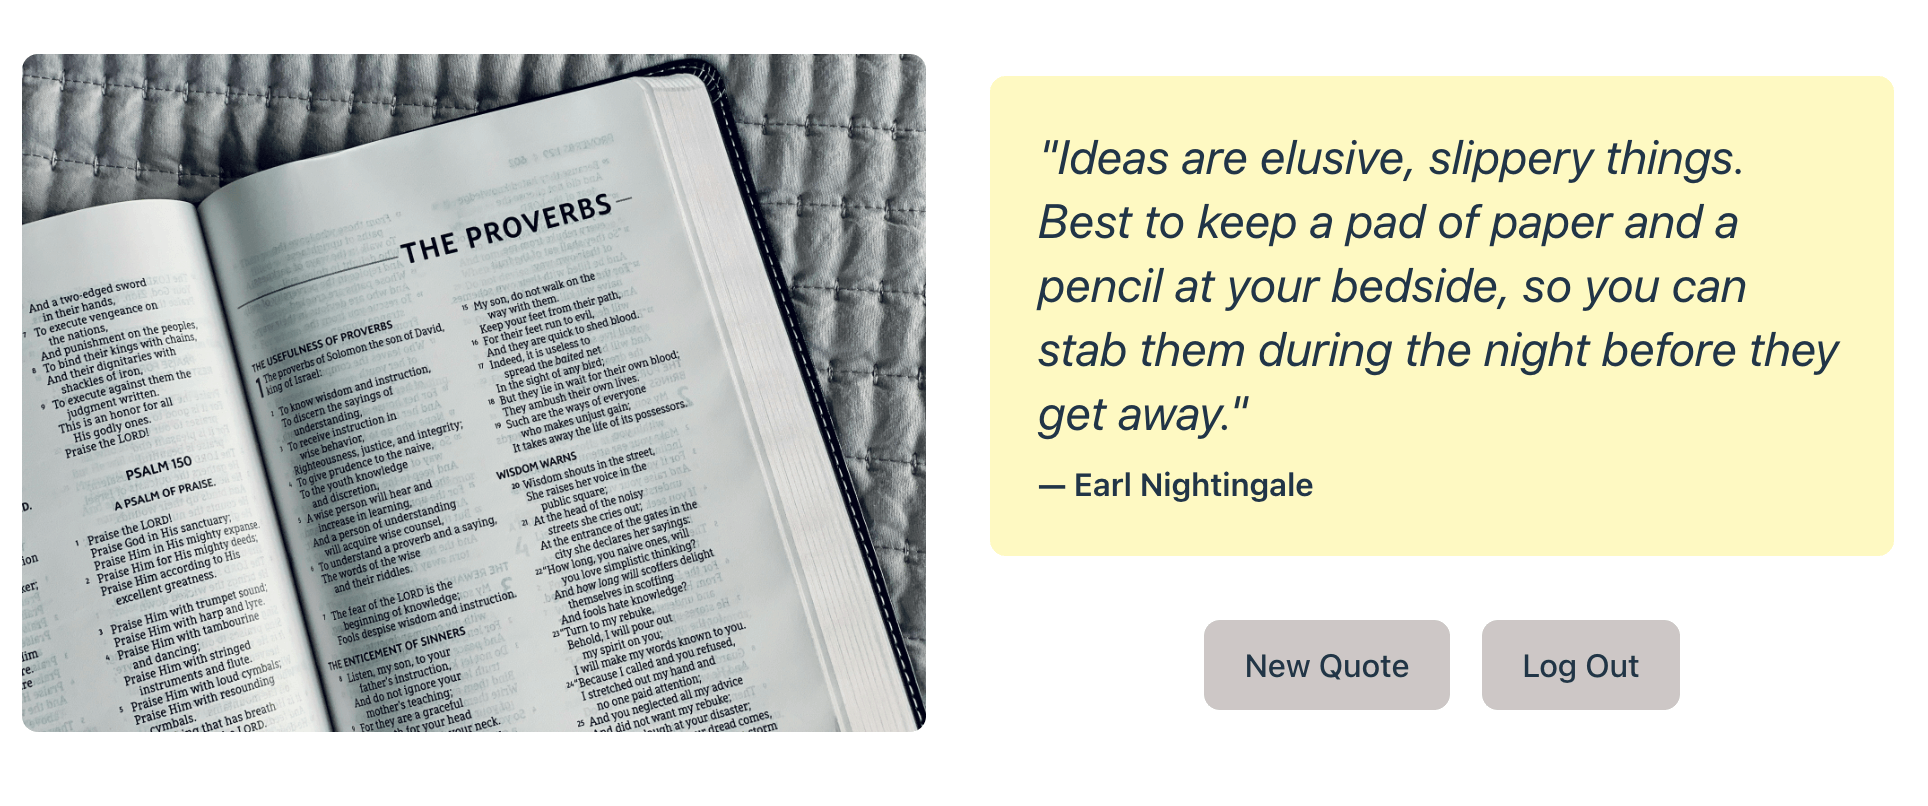 And a two-edged sword
in their hands,
7 To execute vengeance on
the nations,
And punishment on the peoples,
8 To bind their kings with chains,
And their dignitaries with
shackles of iron,
9 To execute against them the
judgment written.
This is an honor for all
His godly ones.
Praise the LORD!
PSALM 150
A PSALM OF PRAISE.
1 Praise the LORD!
Praise God in His sanctuary;
Praise Him in His mighty expanse.
2 Praise Him for His mighty deeds;
Praise Him according to His
excellent greatness.
3 Praise Him with trumpet sound;
Praise Him with harp and lyre.
4 Praise Him with tambourine
and dancing;
Praise Him with stringed
instruments and flute.
5 Praise Him with loud cymbals;
Praise Him with resounding
cymbals.
that has breath
LORD.
THE PROVERBS
THE USEFULNESS OF PROVERBS
1 The proverbs of Solomon the son of David,
king of Israel:
2 To know wisdom and instruction,
To discern the sayings of
understanding,
3 To receive instruction in
wise behavior,
Righteousness, justice, and integrity;
4 To give prudence to the naive,
To the youth knowledge
and discretion,
5 A wise person will hear and
increase in learning,
And a person of understanding
will acquire wise counsel,
6 To understand a proverb and a saying,
The words of the wise
and their riddles.
7 The fear of the LORD is the
beginning of knowledge;
Fools despise wisdom and instruction.
THE ENTICEMENT OF SINNERS
8 Listen, my son, to your
father's instruction,
And do not ignore your
mother's teaching;
9 For they are a graceful
for your head
your neck.
15 My son, do not walk on the
way with them.
Keep your feet from their path,
16 For their feet run to evil,
And they are quick to shed blood.
17 Indeed, it is useless to
spread the baited net
In the sight of any bird;
18 But they lie in wait for their own blood;
They ambush their own lives.
19 Such are the ways of everyone
who makes unjust gain;
It takes away the life of its possessors.
WISDOM WARNS
20 Wisdom shouts in the street,
She raises her voice in the
public square;
21 At the head of the noisy
streets she cries out;
At the entrance of the gates in the
city she declares her sayings:
22 "How long, you naive ones, will
you love simplistic thinking?
And how long will scoffers delight
themselves in scoffing
And fools hate knowledge?
23 "Turn to my rebuke,
Behold, I will pour out
my spirit on you;
I will make my words known to you.
24 "Because I called and you refused,
I stretched out my hand and
no one paid attention;
25 And you neglected all my advice
And did not want my rebuke;
at your disaster;
dread comes,
storm
"Ideas are elusive, slippery things.
Best to keep a pad of paper and a
pencil at your bedside, so you can
stab them during the night before they
get away."
— Earl Nightingale
New Quote
Log Out